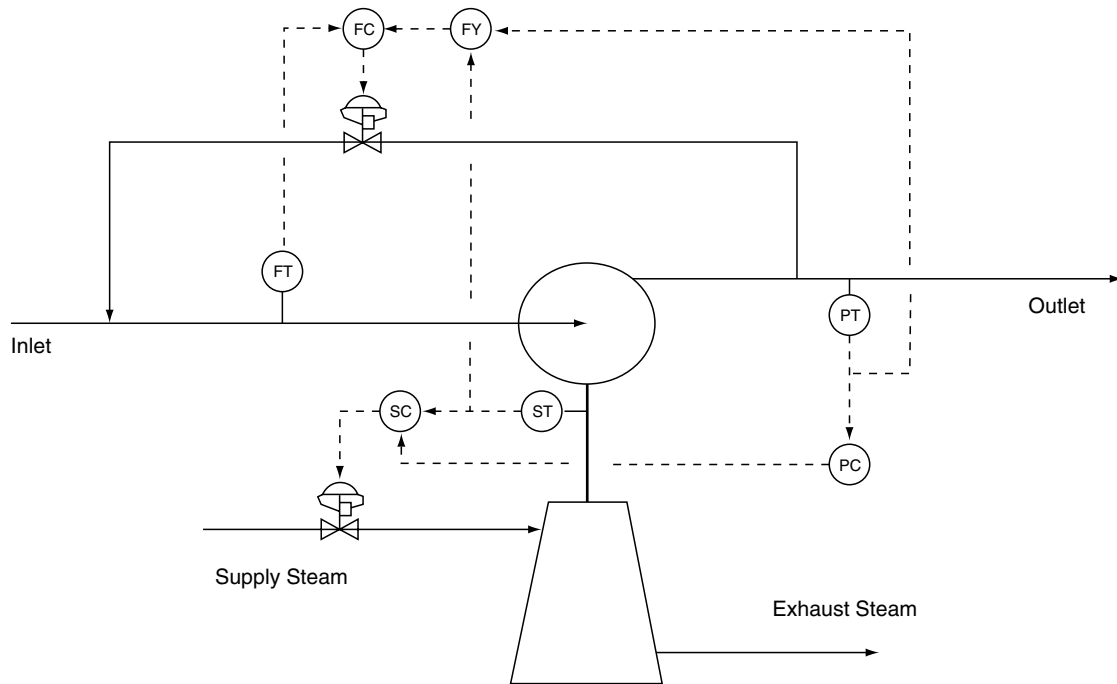 FC
FY
FT
PT
Outlet
Inlet
SC
ST
PC
Supply Steam
Exhaust Steam